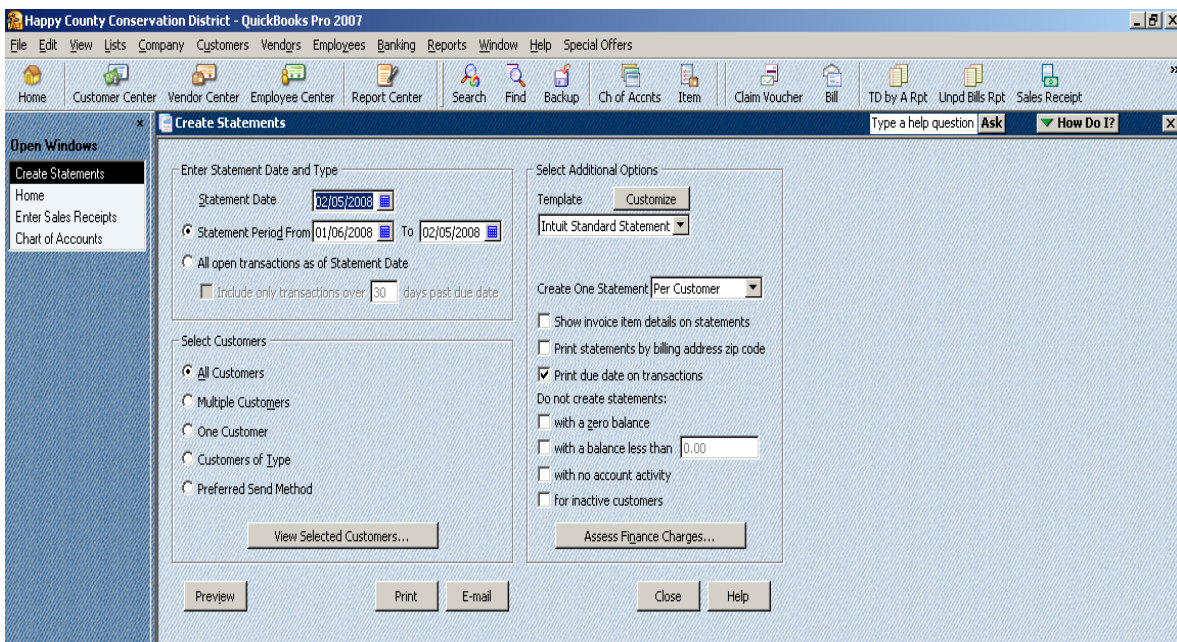 Happy County Conservation District - QuickBooks Pro 2007
File Edit View Lists Company Customers Vendors Employees Banking Reports Window Help Special Offers
Home Customer Center Vendor Center Employee Center Report Center Search Find Backup Ch of Accnts Item Claim Voucher Bill TD by A Rpt Unpd Bills Rpt Sales Receipt »
Create Statements Type a help question Ask How Do I?
Open Windows
Create Statements
Home
Enter Sales Receipts
Chart of Accounts
Enter Statement Date and Type
Statement Date 02/05/2008
Statement Period From 01/06/2008 To 02/05/2008
All open transactions as of Statement Date
Include only transactions over 30 days past due date
Select Customers
All Customers
Multiple Customers
One Customer
Customers of Type
Preferred Send Method
View Selected Customers...
Select Additional Options
Template Customize
Intuit Standard Statement
Create One Statement Per Customer
Show invoice item details on statements
Print statements by billing address zip code
Print due date on transactions
Do not create statements:
with a zero balance
with a balance less than 0.00
with no account activity
for inactive customers
Assess Finance Charges...
Preview Print E-mail Close Help